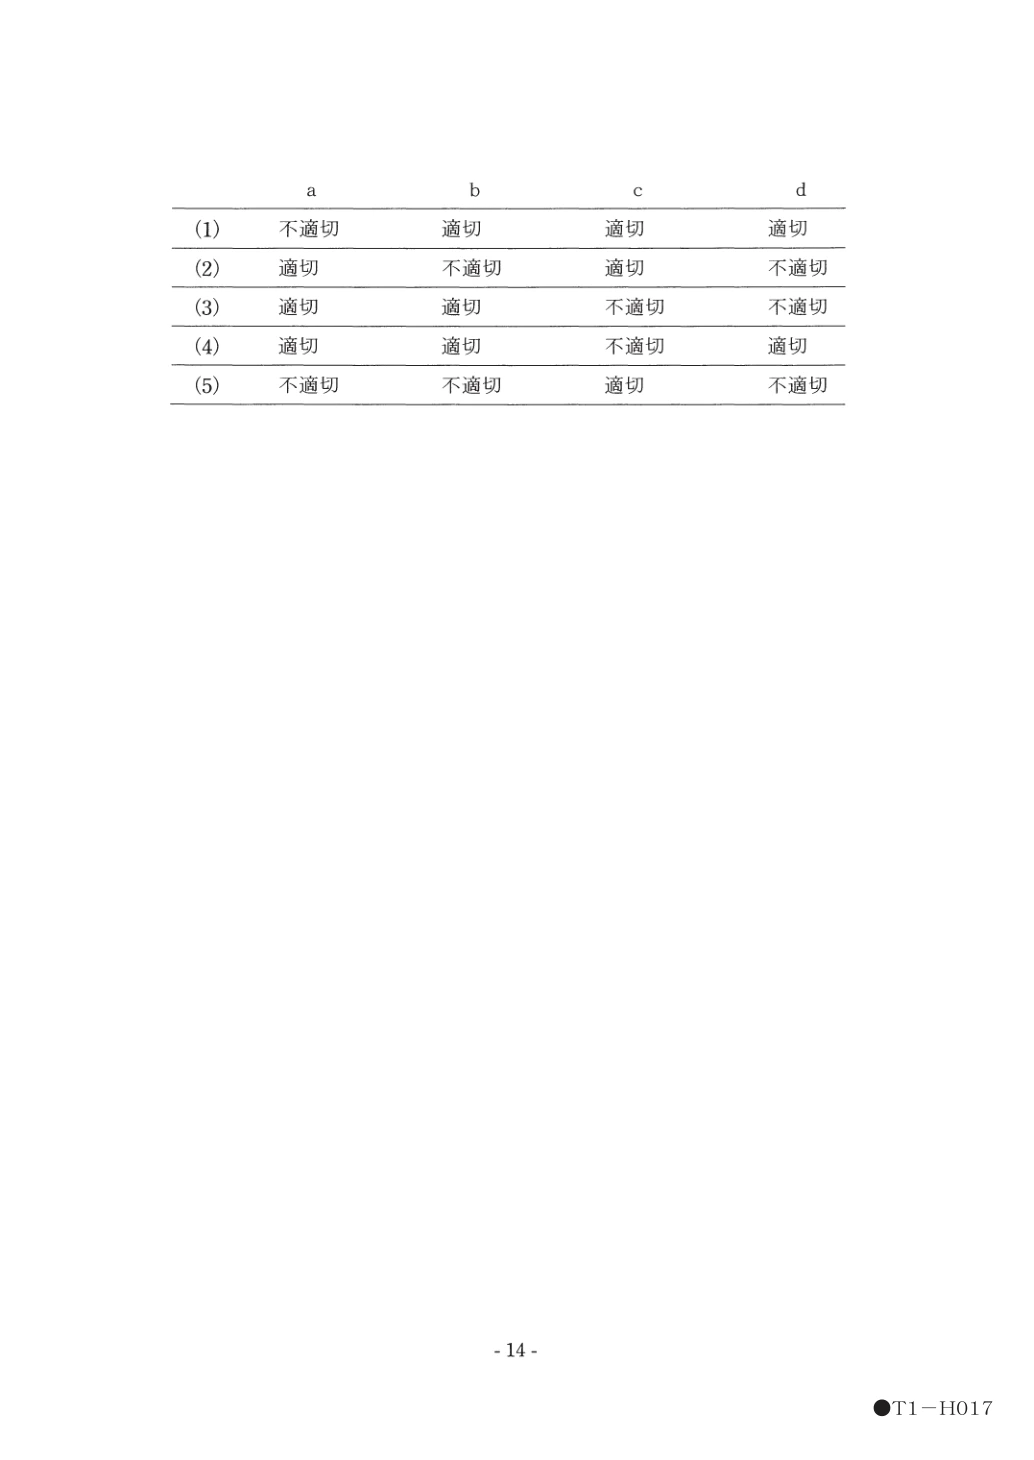 a b c d
(1) 不適切 適切 適切 適切
(2) 適切 不適切 適切 不適切
(3) 適切 適切 不適切 不適切
(4) 適切 適切 不適切 適切
(5) 不適切 不適切 適切 不適切
- 14 -
●T1－H017